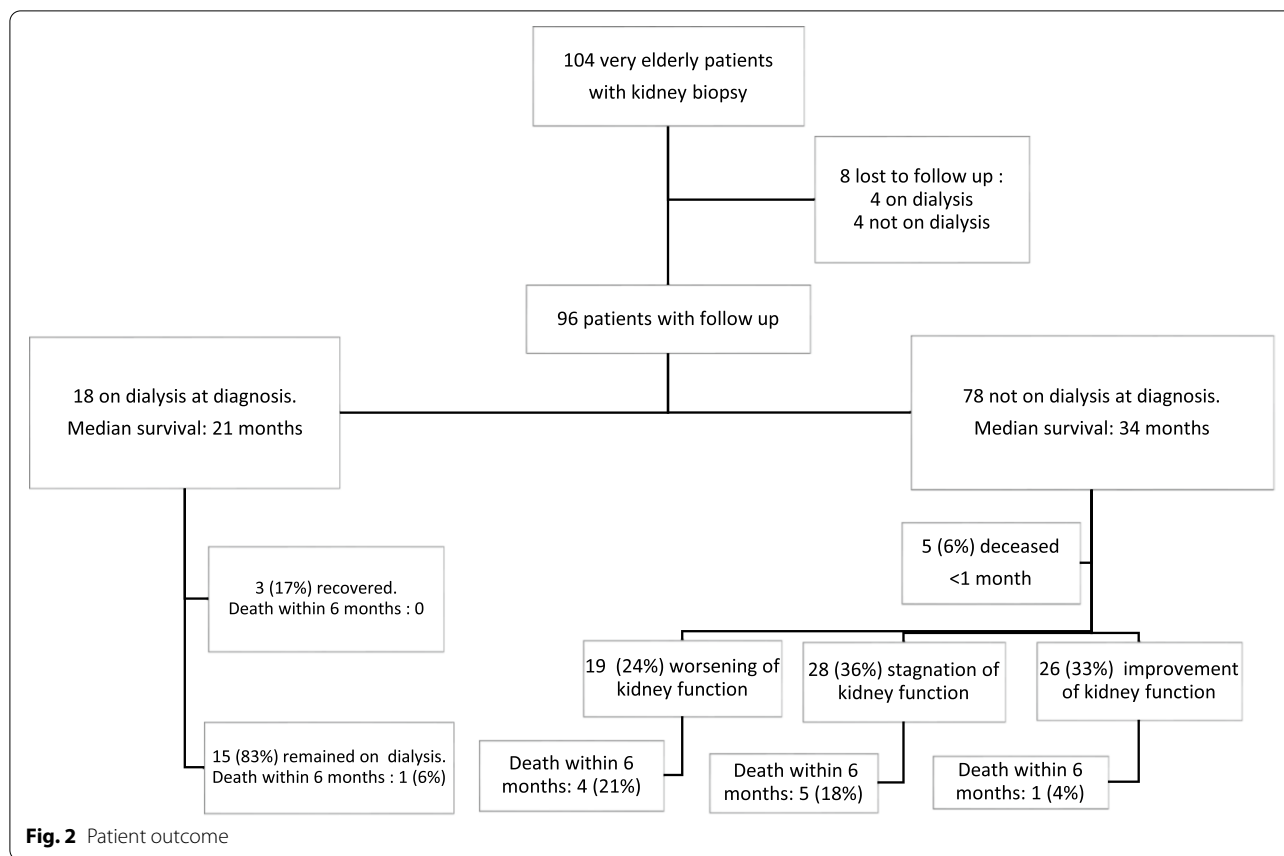 104 very elderly patients
with kidney biopsy
8 lost to follow up :
4 on dialysis
4 not on dialysis
96 patients with follow up
18 on dialysis at diagnosis.
Median survival: 21 months
78 not on dialysis at diagnosis.
Median survival: 34 months
3 (17%) recovered.
Death within 6 months : 0
15 (83%) remained on dialysis.
Death within 6 months : 1 (6%)
5 (6%) deceased
<1 month
19 (24%) worsening of
kidney function
28 (36%) stagnation of
kidney function
26 (33%) improvement
of kidney function
Death within 6
months: 4 (21%)
Death within 6
months: 5 (18%)
Death within 6
months: 1 (4%)
Fig. 2 Patient outcome